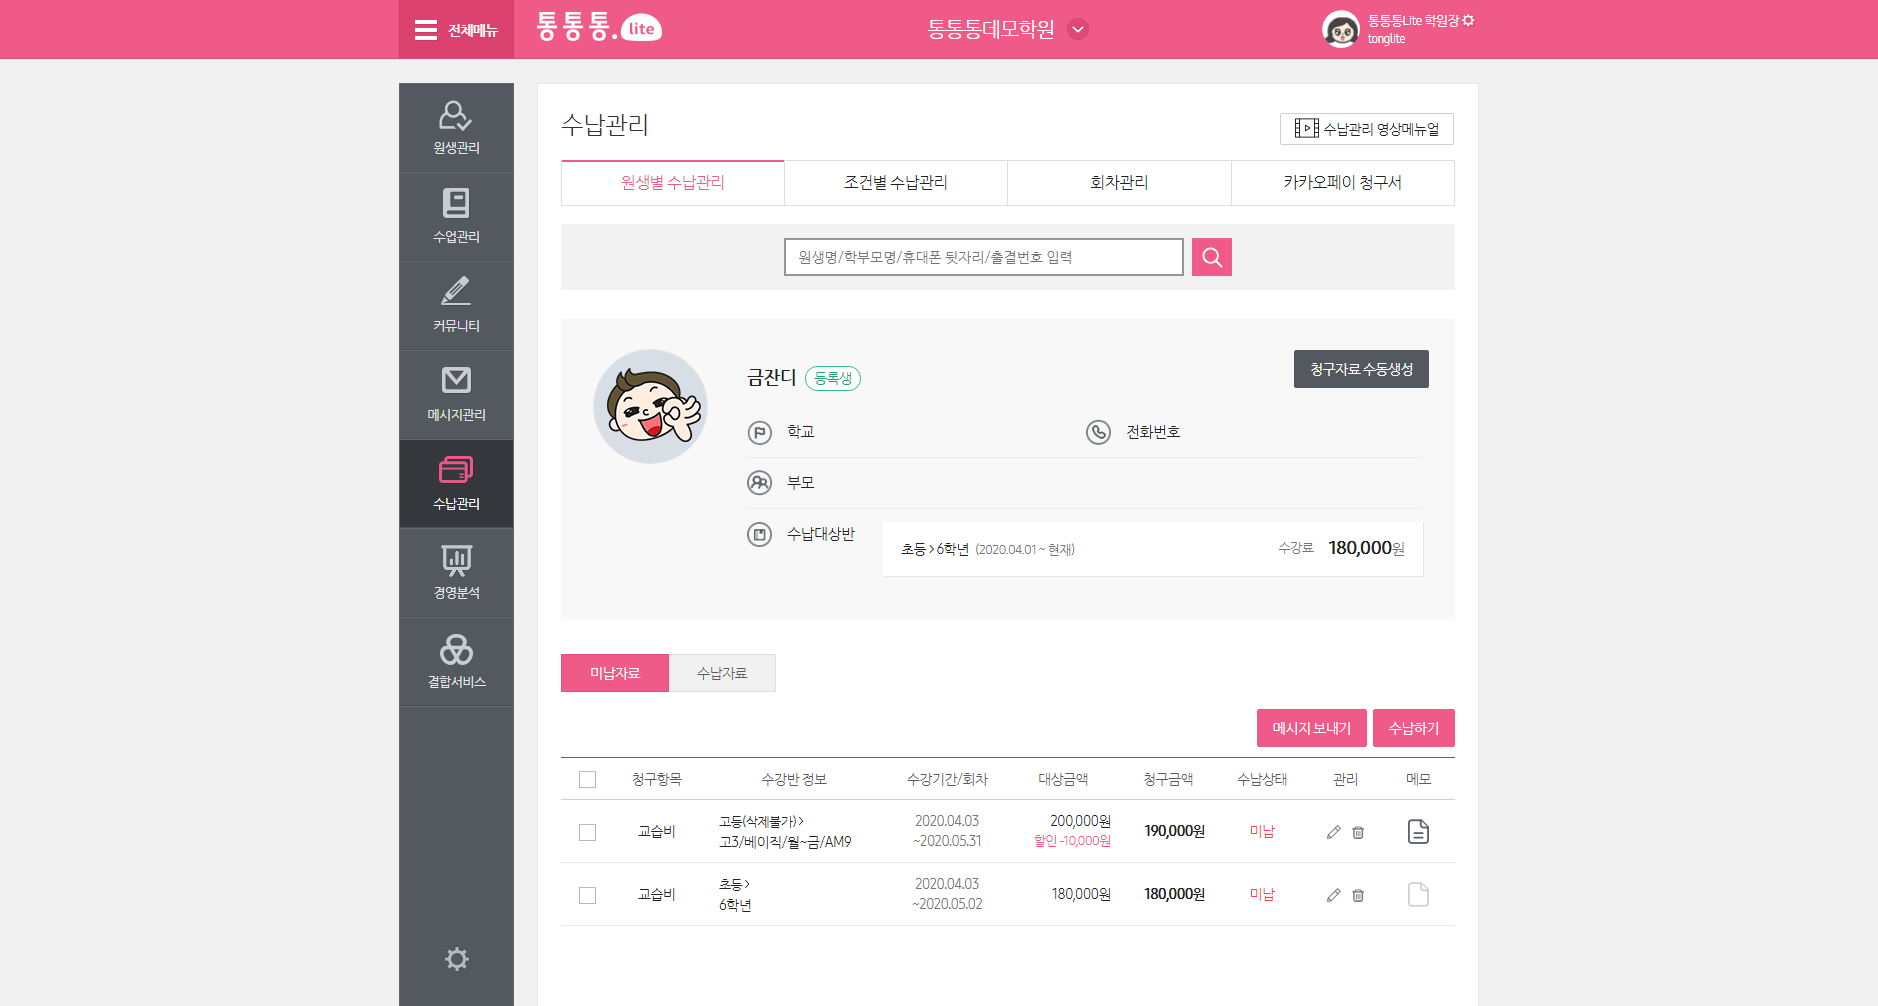 전체메뉴
통통통.lite
통통통데모학원
통통통Lite 학원장
tonglite
원생관리
수업관리
커뮤니티
메시지관리
수납관리
경영분석
결합서비스
수납관리
수납관리 영상메뉴얼
원생별 수납관리
조건별 수납관리
회차관리
카카오페이 청구서
원생명/학부모명/휴대폰 뒷자리/출결번호 입력
금잔디 등록생
청구자료 수동생성
학교
전화번호
부모
수납대상반
초등 > 6학년 (2020.04.01 ~ 현재)
수강료 180,000원
미납자료
수납자료
메시지 보내기
수납하기
청구항목 수강반 정보 수강기간/회차 대상금액 청구금액 수납상태 관리 메모
교습비
고등(삭제불가) >
고3/베이직/월~금/AM9
2020.04.03
~2020.05.31
200,000원
할인 -10,000원
190,000원
미납
교습비
초등 >
6학년
2020.04.03
~2020.05.02
180,000원
180,000원
미납